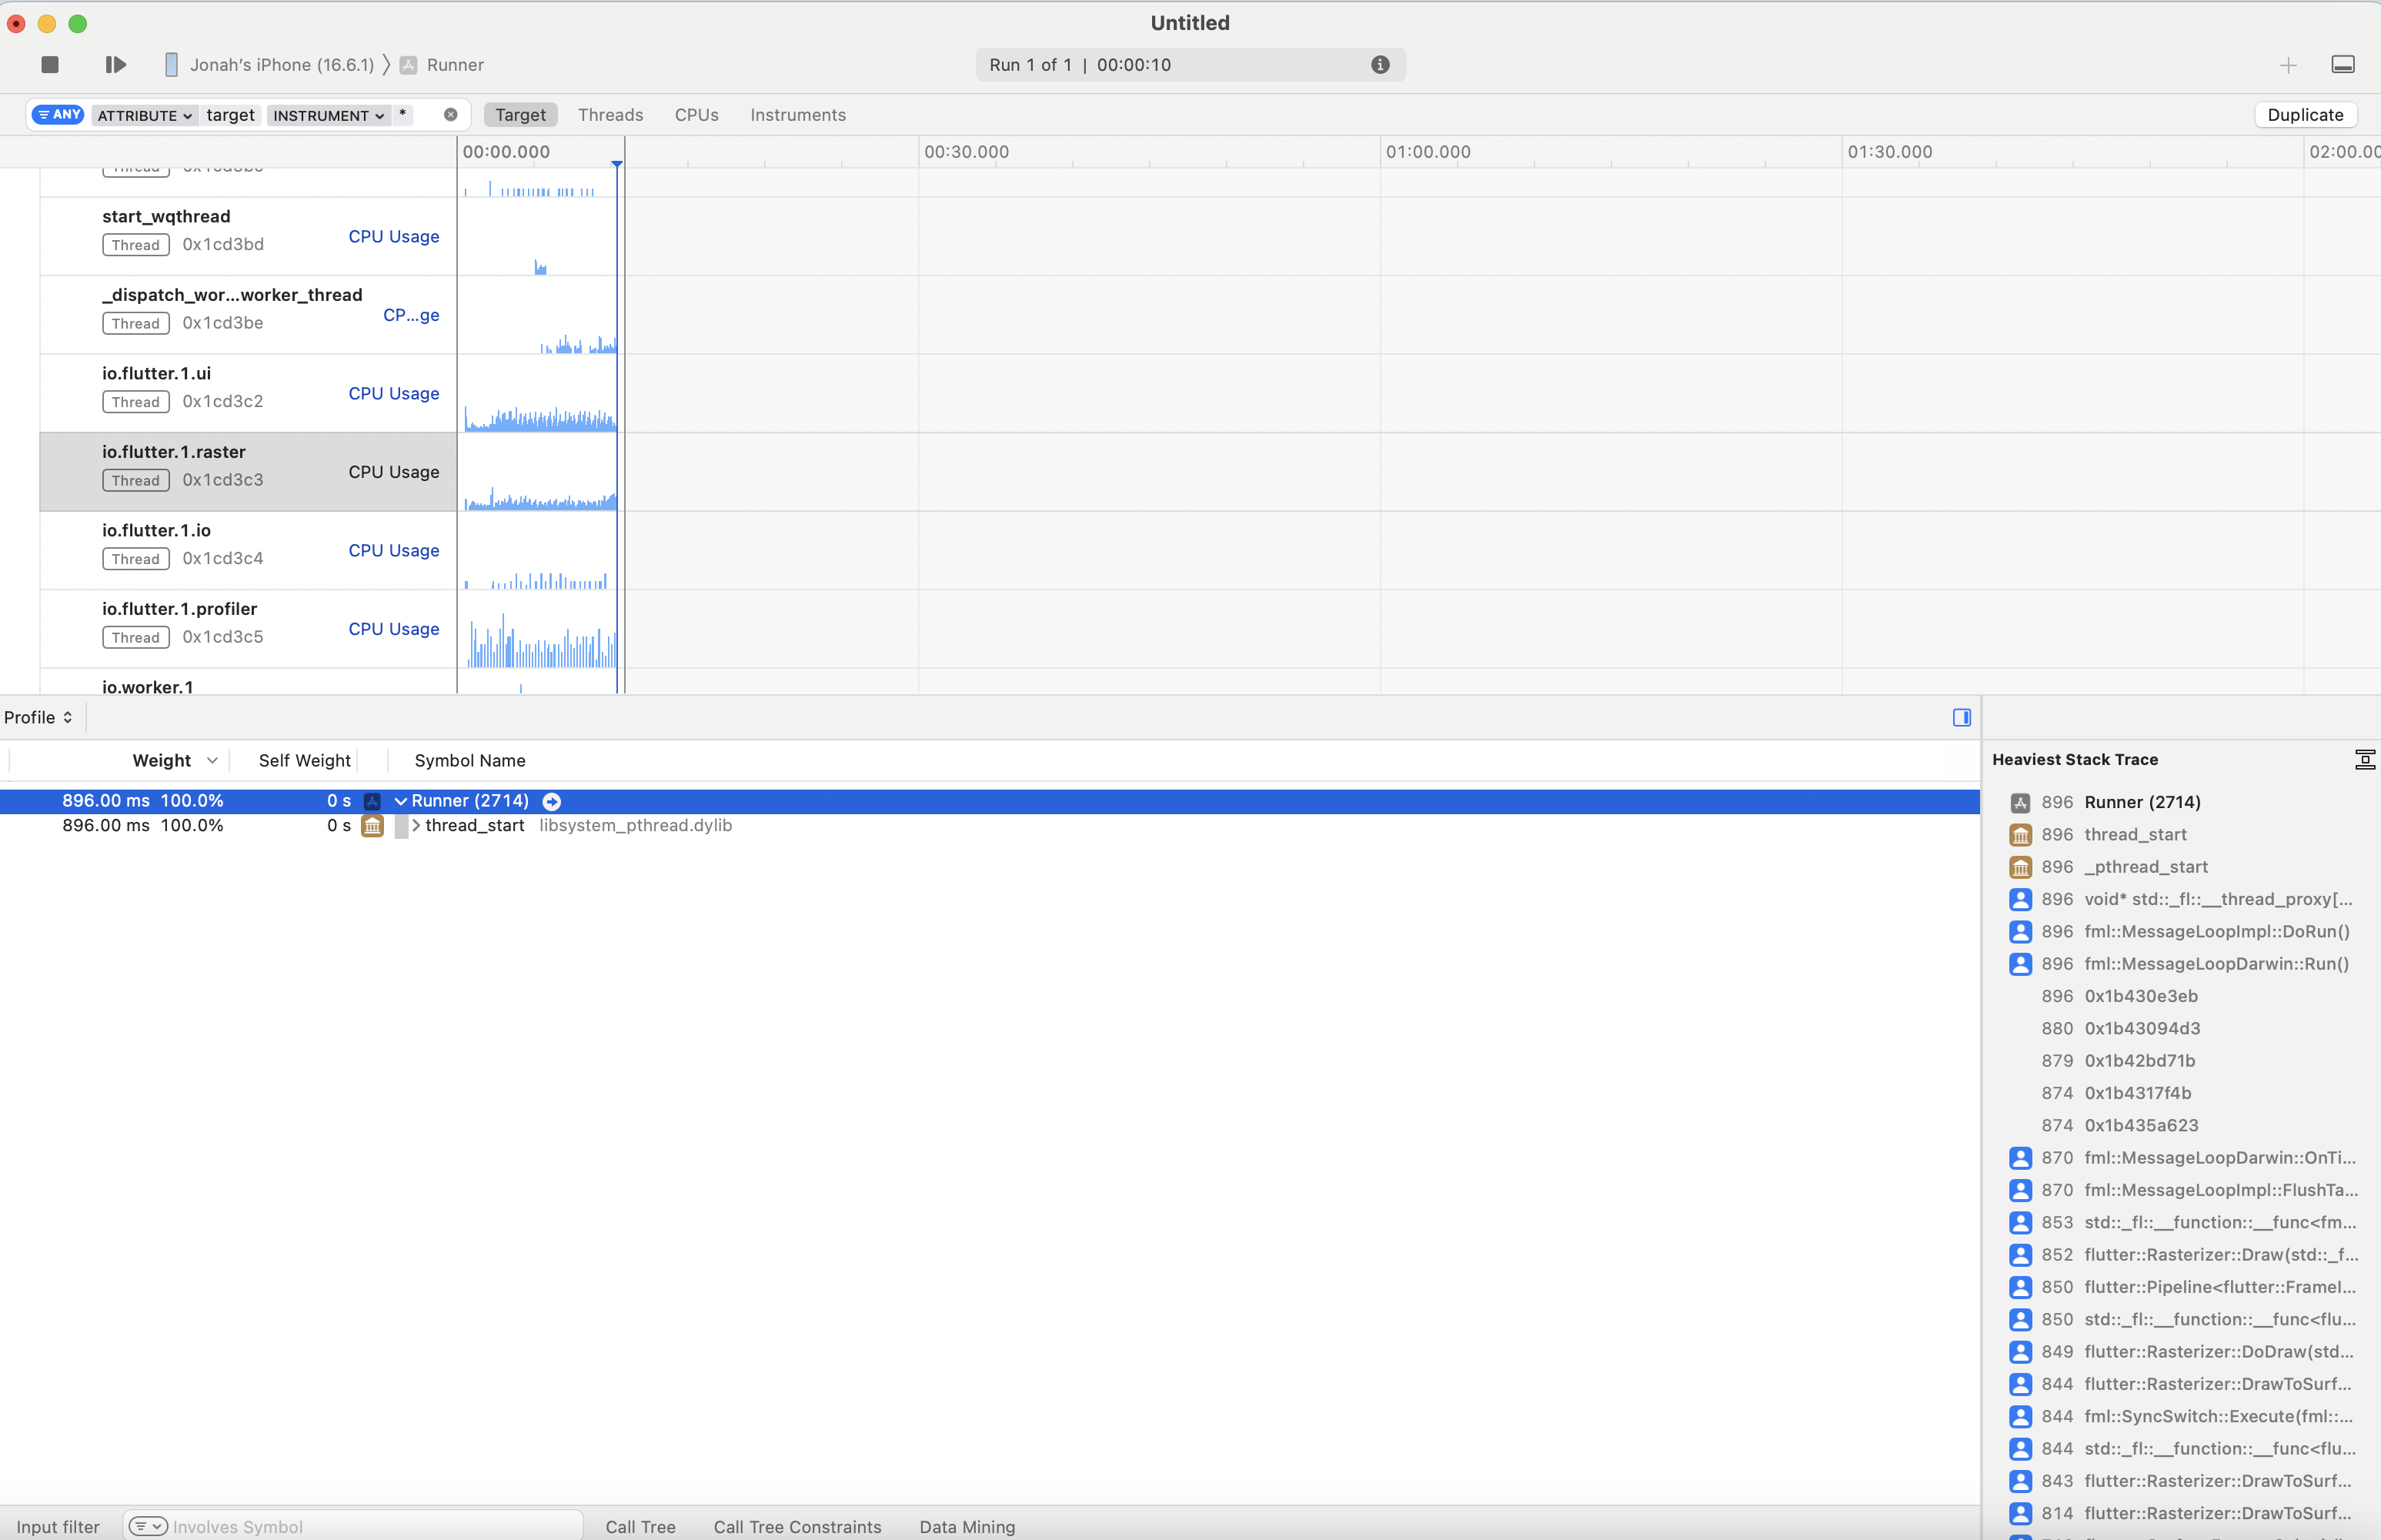 Untitled
Jonah's iPhone (16.6.1) 〉 Runner
Run 1 of 1 | 00:00:10
ANY ATTRIBUTE target INSTRUMENT *
Target Threads CPUs Instruments
Duplicate
00:00.000 00:30.000 01:00.000 01:30.000 02:00.00
start_wqthread
Thread 0x1cd3bd
CPU Usage
_dispatch_wor...worker_thread
Thread 0x1cd3be
CP...ge
io.flutter.1.ui
Thread 0x1cd3c2
CPU Usage
io.flutter.1.raster
Thread 0x1cd3c3
CPU Usage
io.flutter.1.io
Thread 0x1cd3c4
CPU Usage
io.flutter.1.profiler
Thread 0x1cd3c5
CPU Usage
io.worker.1
Profile
Weight Self Weight Symbol Name
896.00 ms 100.0% 0 s Runner (2714)
896.00 ms 100.0% 0 s thread_start libsystem_pthread.dylib
Heaviest Stack Trace
896 Runner (2714)
896 thread_start
896 _pthread_start
896 void* std::_fl::__thread_proxy[...
896 fml::MessageLoopImpl::DoRun()
896 fml::MessageLoopDarwin::Run()
896 0x1b430e3eb
880 0x1b43094d3
879 0x1b42bd71b
874 0x1b4317f4b
874 0x1b435a623
870 fml::MessageLoopDarwin::OnTi...
870 fml::MessageLoopImpl::FlushTa...
853 std::_fl::__function::__func<fm...
852 flutter::Rasterizer::Draw(std::_f...
850 flutter::Pipeline<flutter::FrameI...
850 std::_fl::__function::__func<flu...
849 flutter::Rasterizer::DoDraw(std...
844 flutter::Rasterizer::DrawToSurf...
844 fml::SyncSwitch::Execute(fml::...
844 std::_fl::__function::__func<flu...
843 flutter::Rasterizer::DrawToSurf...
814 flutter::Rasterizer::DrawToSurf...
Input filter Involves Symbol Call Tree Call Tree Constraints Data Mining